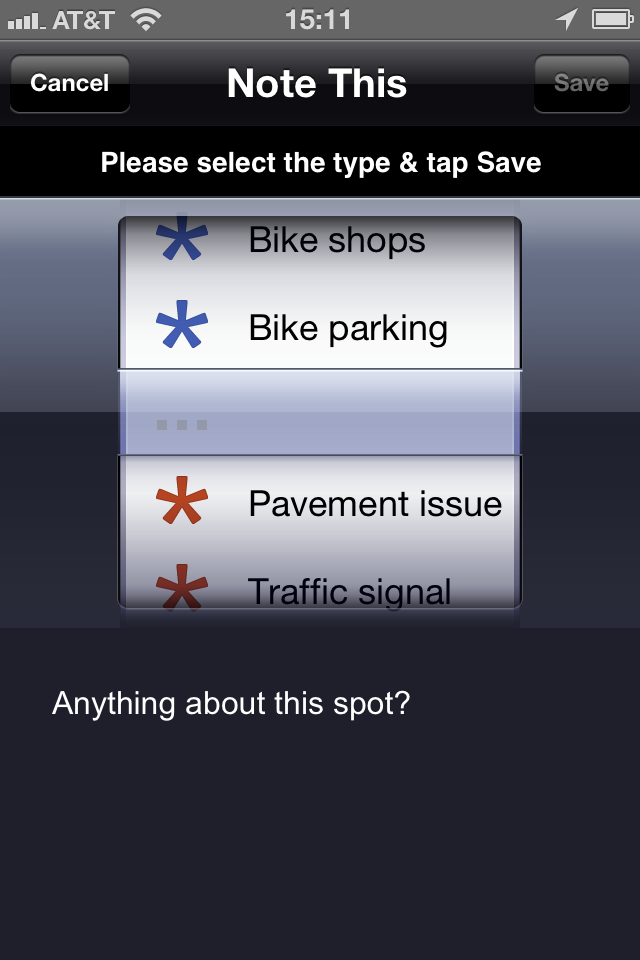 AT&T 15:11
Cancel Note This Save
Please select the type & tap Save
Bike shops
Bike parking
...
Pavement issue
Traffic signal
Anything about this spot?